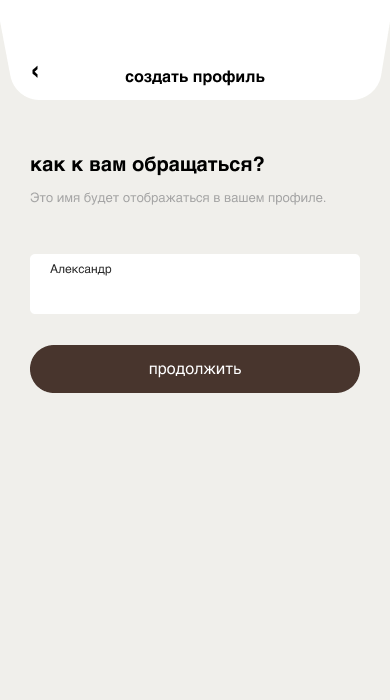 создать профиль
как к вам обращаться?
Это имя будет отображаться в вашем профиле.
Александр
продолжить